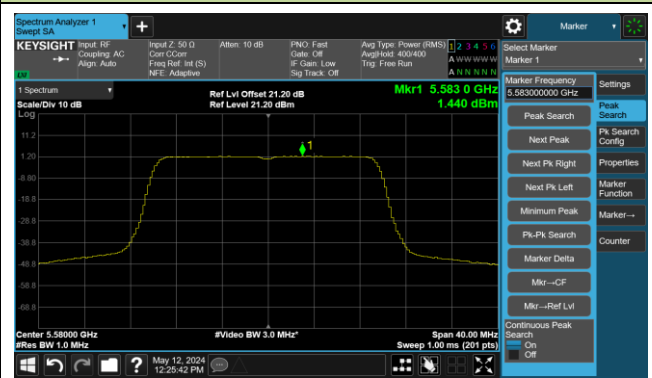 Spectrum Analyzer 1
Swept SA
+
Marker
KEYSIGHT
Input: RF
Coupling: AC
Align: Auto
Input Z: 50 Ω
Corr CCorr
Freq Ref: Int (S)
NFE: Adaptive
Atten: 10 dB
PNO: Fast
Gate: Off
IF Gain: Low
Sig Track: Off
Avg Type: Power (RMS)
Avg|Hold: 400/400
Trig: Free Run
1 2 3 4 5 6
A W W W W W
A N N N N N
LXI
Select Marker
Marker 1
1 Spectrum
Scale/Div 10 dB
Log
Ref Lvl Offset 21.20 dB
Ref Level 21.20 dBm
Mkr1 5.583 0 GHz
1.440 dBm
11.2
1.20
-8.80
-18.8
-28.8
-38.8
-48.8
-58.8
-68.8
1
Center 5.58000 GHz
#Res BW 1.0 MHz
#Video BW 3.0 MHz*
Span 40.00 MHz
Sweep 1.00 ms (201 pts)
Marker Frequency
5.583000000 GHz
Peak Search
Next Peak
Next Pk Right
Next Pk Left
Minimum Peak
Pk-Pk Search
Marker Delta
Mkr→CF
Mkr→Ref Lvl
Continuous Peak
Search
On
Off
Settings
Peak
Search
Pk Search
Config
Properties
Marker
Function
Marker→
Counter
?
May 12, 2024
12:25:42 PM